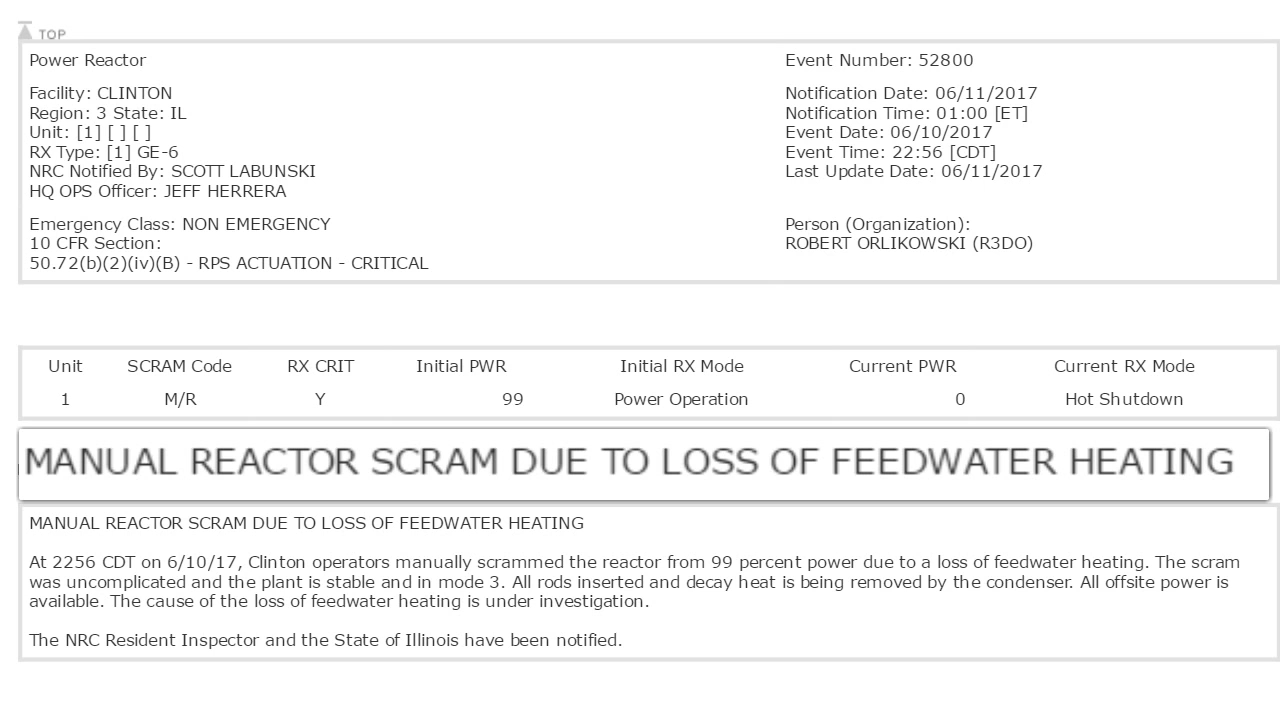 TOP
Power Reactor
Event Number: 52800
Facility: CLINTON
Region: 3 State: IL
Unit: [1] [ ] [ ]
RX Type: [1] GE-6
NRC Notified By: SCOTT LABUNSKI
HQ OPS Officer: JEFF HERRERA
Notification Date: 06/11/2017
Notification Time: 01:00 [ET]
Event Date: 06/10/2017
Event Time: 22:56 [CDT]
Last Update Date: 06/11/2017
Emergency Class: NON EMERGENCY
10 CFR Section:
50.72(b)(2)(iv)(B) - RPS ACTUATION - CRITICAL
Person (Organization):
ROBERT ORLIKOWSKI (R3DO)
Unit SCRAM Code RX CRIT Initial PWR Initial RX Mode Current PWR Current RX Mode
1 M/R Y 99 Power Operation 0 Hot Shutdown
MANUAL REACTOR SCRAM DUE TO LOSS OF FEEDWATER HEATING
MANUAL REACTOR SCRAM DUE TO LOSS OF FEEDWATER HEATING
At 2256 CDT on 6/10/17, Clinton operators manually scrammed the reactor from 99 percent power due to a loss of feedwater heating. The scram
was uncomplicated and the plant is stable and in mode 3. All rods inserted and decay heat is being removed by the condenser. All offsite power is
available. The cause of the loss of feedwater heating is under investigation.
The NRC Resident Inspector and the State of Illinois have been notified.